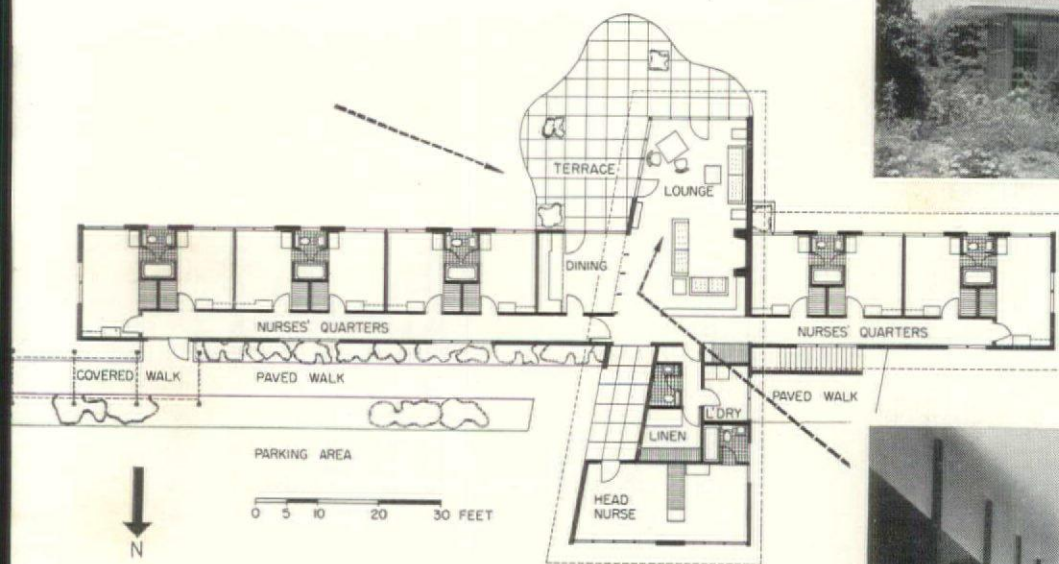 TERRACE
LOUNGE
DINING
NURSES' QUARTERS
NURSES' QUARTERS
COVERED WALK
PAVED WALK
L'DRY
PAVED WALK
LINEN
PARKING AREA
HEAD
NURSE
0 5 10 20 30 FEET
N